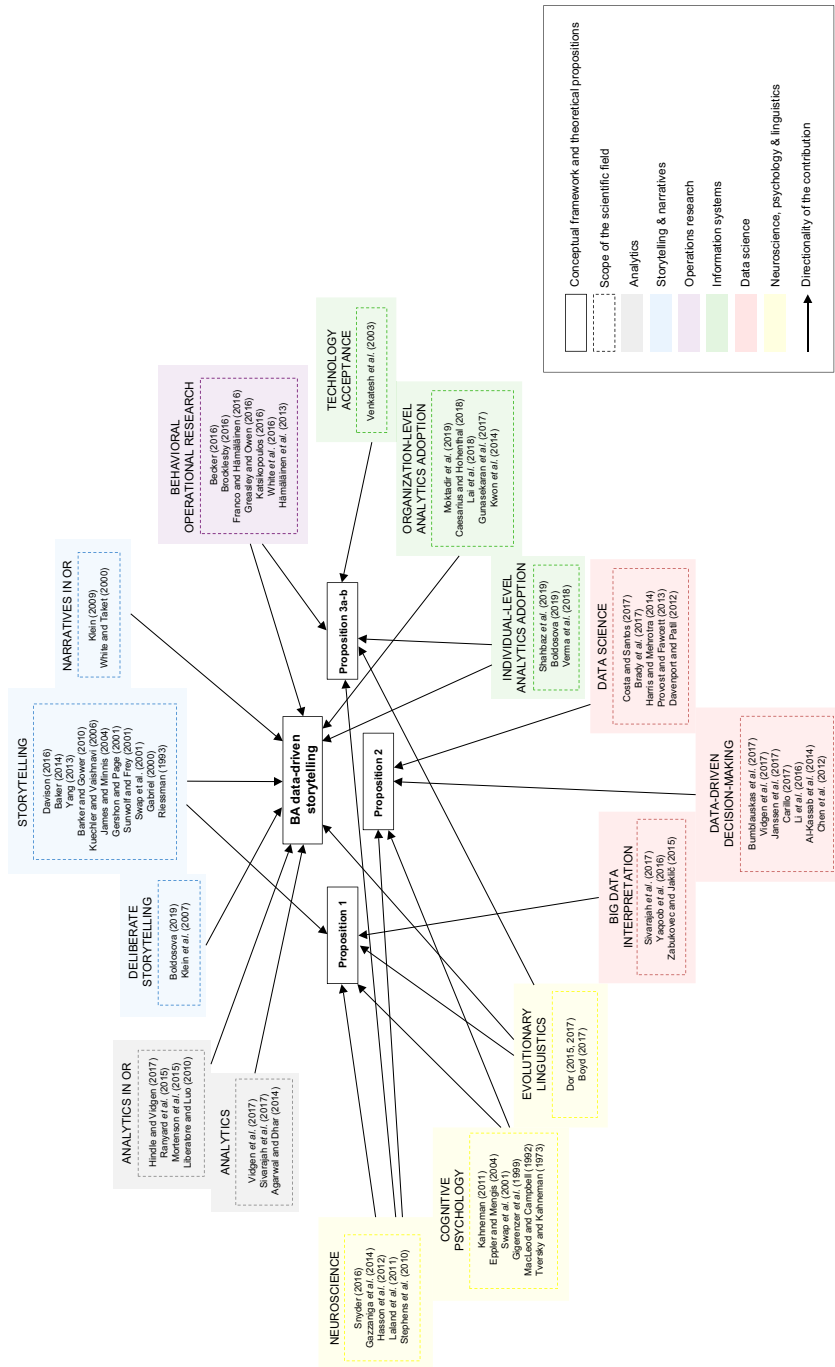 STORYTELLING
Davison (2016)
Baker (2014)
Yang (2013)
Barker and Gower (2010)
Kuechler and Vaishnavi (2006)
James and Minnis (2004)
Gershon and Page (2001)
Sunwolf and Frey (2001)
Swap et al. (2001)
Gabriel (2000)
Riessman (1993)
NARRATIVES IN OR
Klein (2009)
White and Taket (2000)
DELIBERATE
STORYTELLING
Boldosova (2019)
Klein et al. (2007)
ANALYTICS IN OR
Hindle and Vidgen (2017)
Ranyard et al. (2015)
Mortenson et al. (2015)
Liberatore and Luo (2010)
ANALYTICS
Vidgen et al. (2017)
Sivarajah et al. (2017)
Agarwal and Dhar (2014)
BEHAVIORAL
OPERATIONAL RESEARCH
Becker (2016)
Brocklesby (2016)
Franco and Hämäläinen (2016)
Greasley and Owen (2016)
Katsikopoulos (2016)
White et al. (2016)
Hämäläinen et al. (2013)
BA data-driven
storytelling
Proposition 1
Proposition 2
Proposition 3a-b
TECHNOLOGY
ACCEPTANCE
Venkatesh et al. (2003)
ORGANIZATION-LEVEL
ANALYTICS ADOPTION
Moktadir et al. (2019)
Caesarius and Hohenthal (2018)
Lai et al. (2018)
Gunasekaran et al. (2017)
Kwon et al. (2014)
INDIVIDUAL-LEVEL
ANALYTICS ADOPTION
Shahbaz et al. (2019)
Boldosova (2019)
Verma et al. (2018)
NEUROSCIENCE
Snyder (2016)
Gazzaniga et al. (2014)
Hasson et al. (2012)
Laland et al. (2011)
Stephens et al. (2010)
COGNITIVE
PSYCHOLOGY
Kahneman (2011)
Eppler and Mengis (2004)
Swap et al. (2001)
Gigerenzer et al. (1999)
MacLeod and Campbell (1992)
Tversky and Kahneman (1973)
EVOLUTIONARY
LINGUISTICS
Dor (2015, 2017)
Boyd (2017)
BIG DATA
INTERPRETATION
Sivarajah et al. (2017)
Yaqoob et al. (2016)
Zabukovec and Jaklič (2015)
DATA-DRIVEN
DECISION-MAKING
Bumblauskas et al. (2017)
Vidgen et al. (2017)
Janssen et al. (2017)
Carillo (2017)
Li et al. (2016)
Al-Kassab et al. (2014)
Chen et al. (2012)
DATA SCIENCE
Costa and Santos (2017)
Brady et al. (2017)
Harris and Mehrotra (2014)
Provost and Fawcett (2013)
Davenport and Patil (2012)
Conceptual framework and theoretical propositions
Scope of the scientific field
Analytics
Storytelling & narratives
Operations research
Information systems
Data science
Neuroscience, psychology & linguistics
Directionality of the contribution